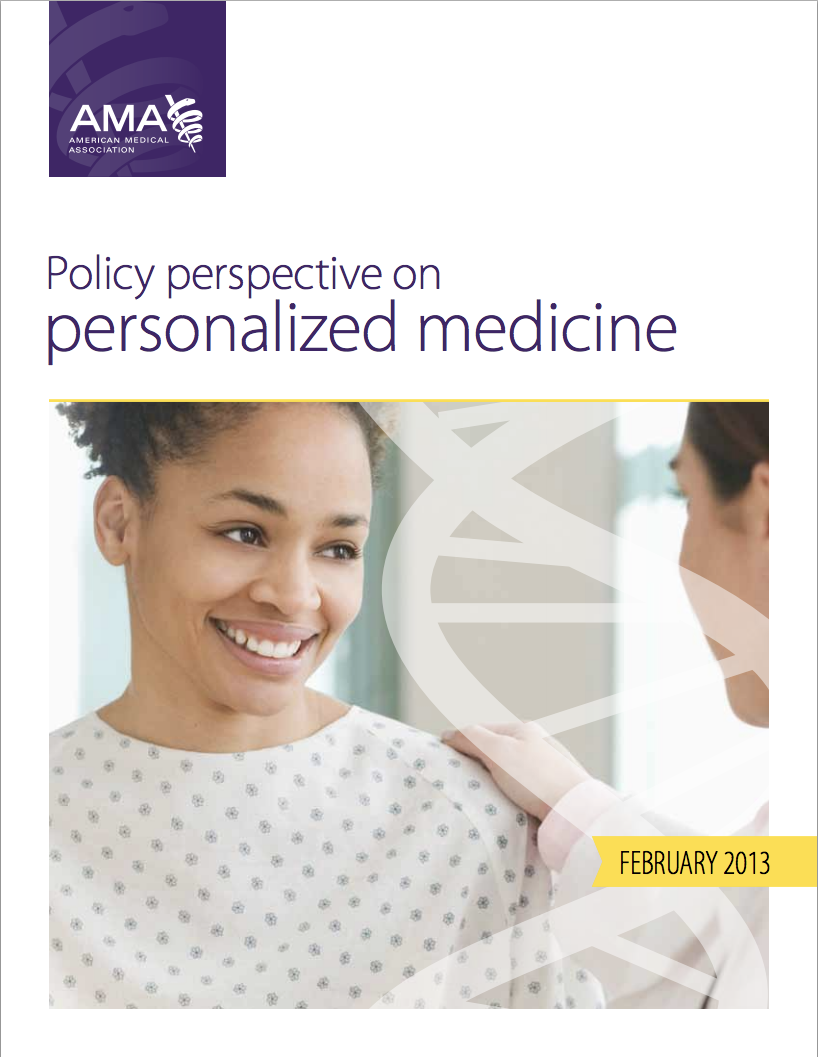 AMA
AMERICAN MEDICAL
ASSOCIATION
Policy perspective on
personalized medicine
FEBRUARY 2013